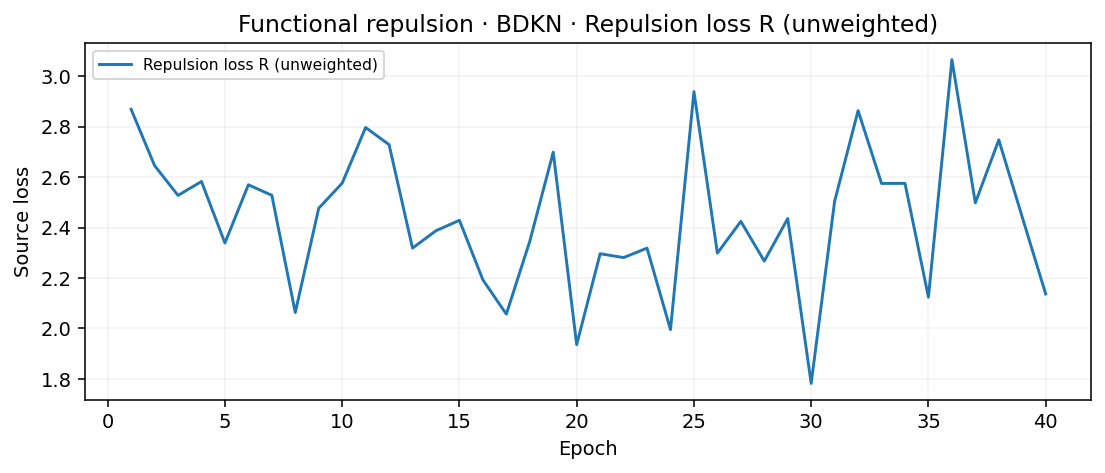 Functional repulsion · BDKN · Repulsion loss R (unweighted)
Repulsion loss R (unweighted)
Source loss
3.0
2.8
2.6
2.4
2.2
2.0
1.8
0 5 10 15 20 25 30 35 40
Epoch